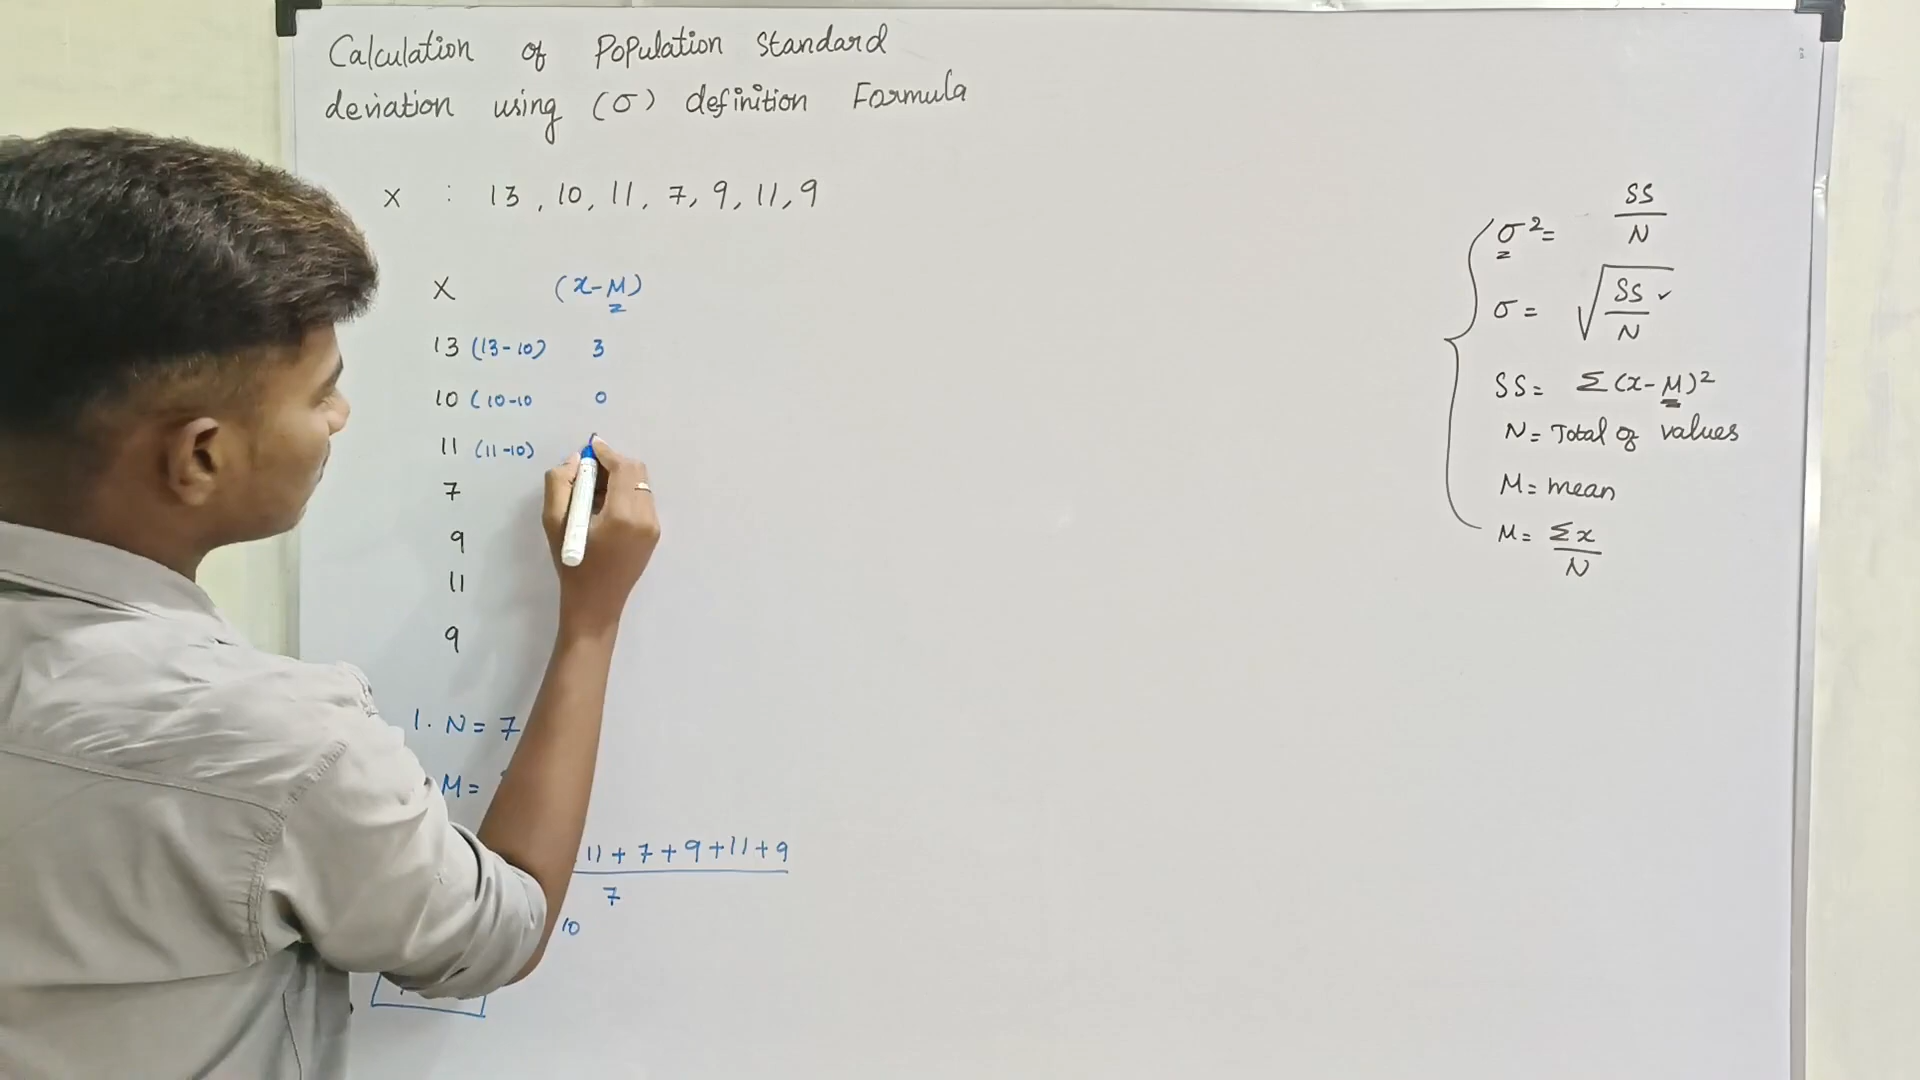 Calculation of Population Standard
deviation using (σ) definition Formula
X : 13, 10, 11, 7, 9, 11, 9
X (x-M)
13 (13-10) 3
10 (10-10 0
11 (11-10)
7
9
11
9
1. N = 7
M =
11 + 7 + 9 + 11 + 9
7
10
σ² = SS
N
σ = √ SS ✓
N
SS = Σ (x-M)²
N = Total of values
M = mean
M = Σx
N